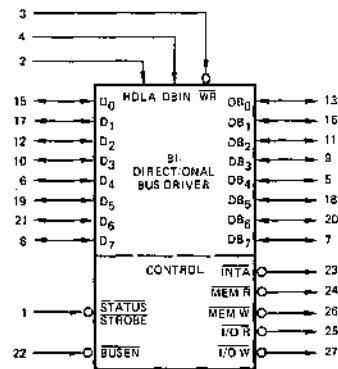 3
4
2
HDLA DBIN WR
15 D0 DB0 13
17 D1 DB1 16
12 D2 DB2 11
10 D3 DB3 9
6 D4 DB4 5
19 D5 DB5 18
21 D6 DB6 20
8 D7 DB7 7
BI-
DIRECTIONAL
BUS DRIVER
CONTROL
INTA 23
MEM R 24
MEM W 26
I/O R 25
I/O W 27
1 STATUS
STROBE
22 BUSEN